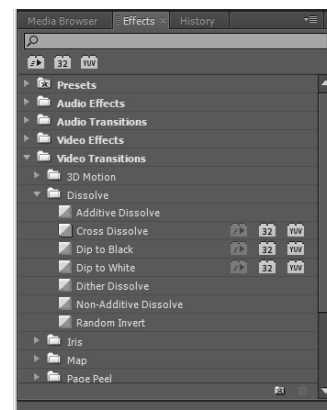 Media Browser Effects × History
32 YUV
Presets
Audio Effects
Audio Transitions
Video Effects
Video Transitions
3D Motion
Dissolve
Additive Dissolve
Cross Dissolve 32 YUV
Dip to Black 32 YUV
Dip to White 32 YUV
Dither Dissolve
Non-Additive Dissolve
Random Invert
Iris
Map
Page Peel